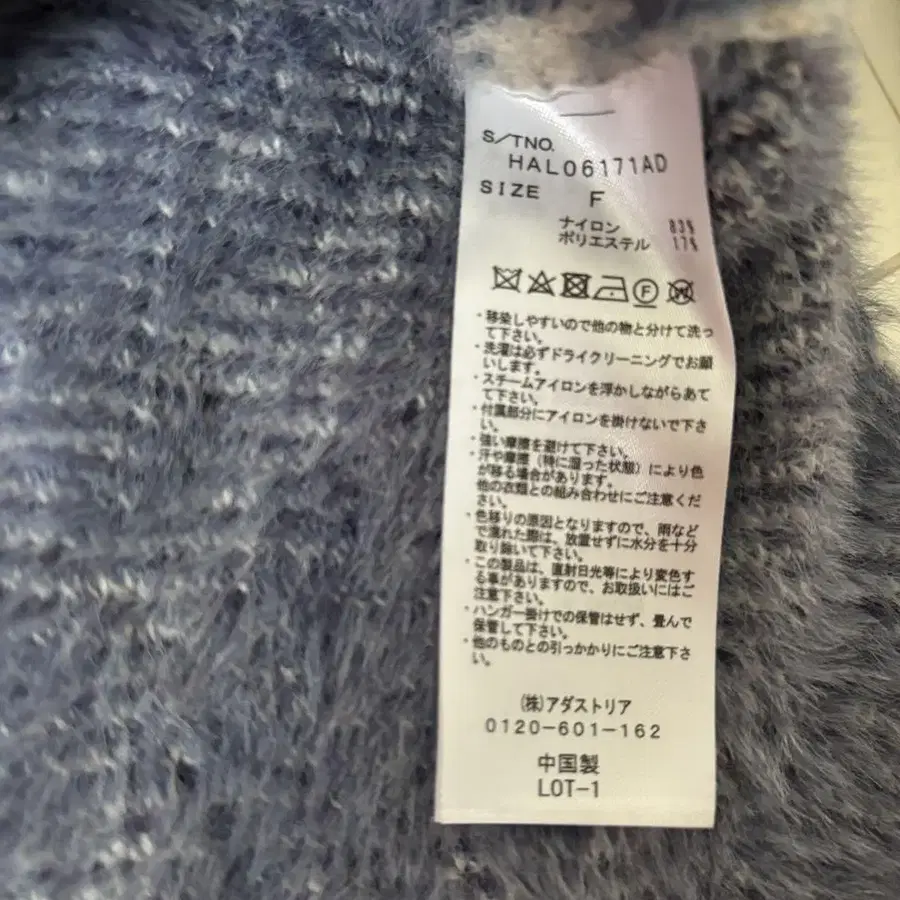 S/TNO.
HAL06171AD
SIZE F
ナイロン 83%
ポリエステル 17%
F
W
・移染しやすいので他の物と分けて洗っ
て下さい。
・洗濯は必ずドライクリーニングでお願
いします。
・スチームアイロンを浮かしながらあて
て下さい。
・付属部分にアイロンを掛けないで下さ
い。
・強い摩擦を避けて下さい。
・汗や摩擦（特に湿った状態）により色
が移る場合があります。
他の衣類との組み合わせにご注意くだ
さい。
・色移りの原因となりますので、雨など
で濡れた際は、放置せずに水分を十分
取り除いて下さい。
・この製品は、直射日光等により変色す
る事がありますので、お取扱いにはご
注意下さい。
・ハンガー掛けでの保管はせず、畳んで
保管して下さい。
・他のものとの引っかかりにご注意下さ
い。
(株)アダストリア
0120-601-162
中国製
LOT-1